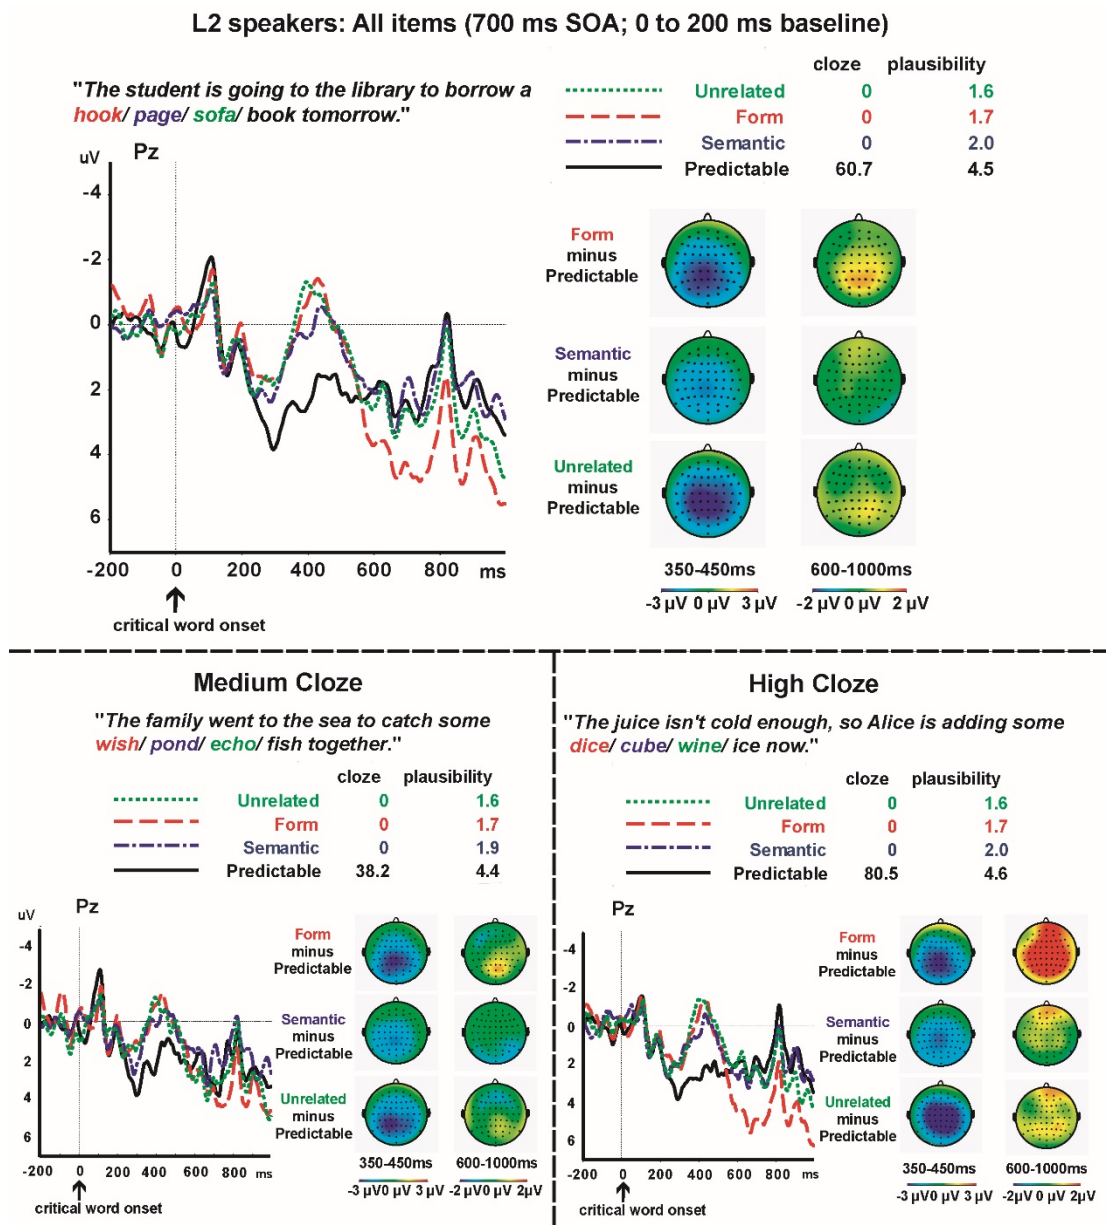 L2 speakers: All items (700 ms SOA; 0 to 200 ms baseline)
"The student is going to the library to borrow a
hook/ page/ sofa/ book tomorrow."
cloze plausibility
Unrelated 0 1.6
Form 0 1.7
Semantic 0 2.0
Predictable 60.7 4.5
uV
Pz
-4
-2
0
2
4
6
-200 0 200 400 600 800 ms
critical word onset
Form
minus
Predictable
Semantic
minus
Predictable
Unrelated
minus
Predictable
350-450ms 600-1000ms
-3 µV 0 µV 3 µV -2 µV 0 µV 2 µV
Medium Cloze
"The family went to the sea to catch some
wish/ pond/ echo/ fish together."
cloze plausibility
Unrelated 0 1.6
Form 0 1.7
Semantic 0 1.9
Predictable 38.2 4.4
uV
Pz
-4
-2
0
2
4
6
-200 0 200 400 600 800 ms
critical word onset
Form
minus
Predictable
Semantic
minus
Predictable
Unrelated
minus
Predictable
350-450ms 600-1000ms
-3 µV 0 µV 3 µV -2 µV 0 µV 2µV
High Cloze
"The juice isn't cold enough, so Alice is adding some
dice/ cube/ wine/ ice now."
cloze plausibility
Unrelated 0 1.6
Form 0 1.7
Semantic 0 2.0
Predictable 80.5 4.6
Pz
-4
-2
0
2
4
6
-200 0 200 400 600 800 ms
critical word onset
Form
minus
Predictable
Semantic
minus
Predictable
Unrelated
minus
Predictable
350-450ms 600-1000ms
-3 µV 0 µV 3 µV -2µV 0 µV 2µV